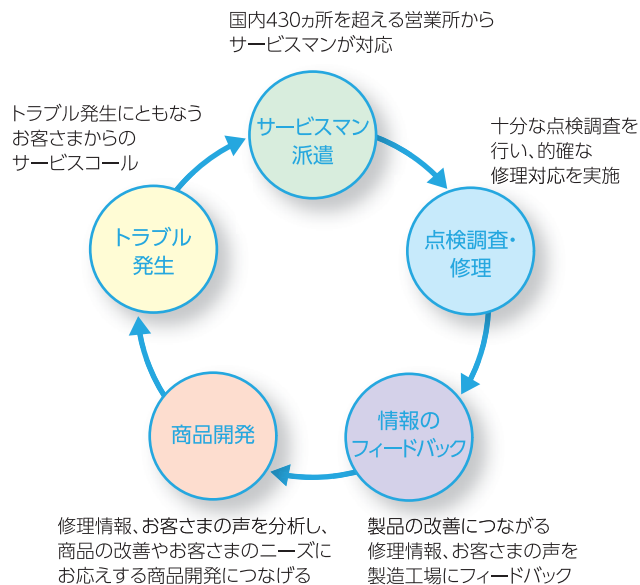 国内430ヵ所を超える営業所から
サービスマンが対応
サービスマン
派遣
十分な点検調査を
行い、的確な
修理対応を実施
点検調査・
修理
情報の
フィードバック
製品の改善につながる
修理情報、お客さまの声を
製造工場にフィードバック
商品開発
修理情報、お客さまの声を分析し、
商品の改善やお客さまのニーズに
お応えする商品開発につなげる
トラブル
発生
トラブル発生にともなう
お客さまからの
サービスコール